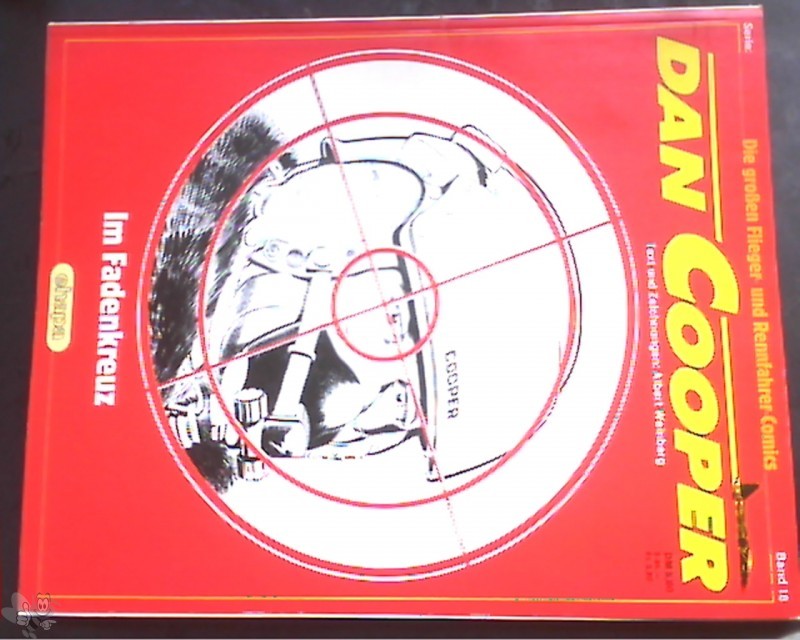 Serie:
Die großen Flieger und Rennfahrer Comics
Band 18
DAN COOPER
Text und Zeichnungen: Albert Weinberg
COOPER
Im Fadenkreuz
ehapa